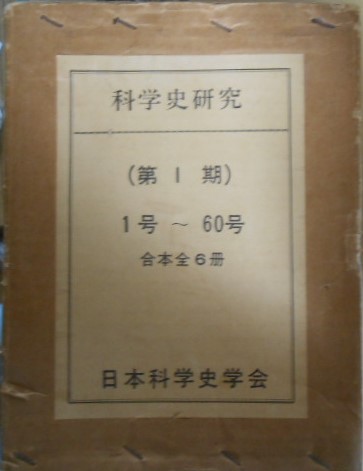 科学史研究
(第 I 期)
1号 ～ 60号
合本全6冊
日本科学史学会